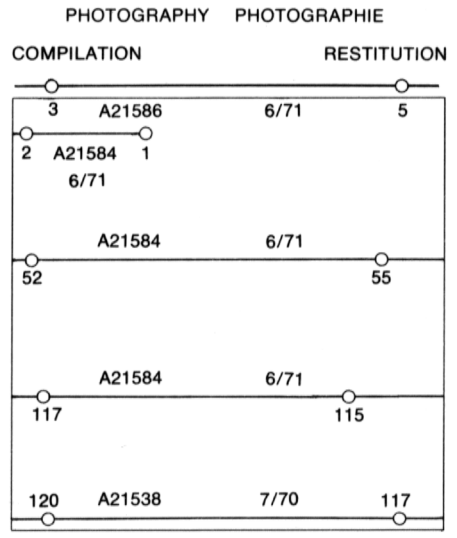 PHOTOGRAPHY PHOTOGRAPHIE
COMPILATION RESTITUTION
3 A21586 6/71 5
2 A21584 1
6/71
A21584 6/71
52 55
A21584 6/71
117 115
120 A21538 7/70 117